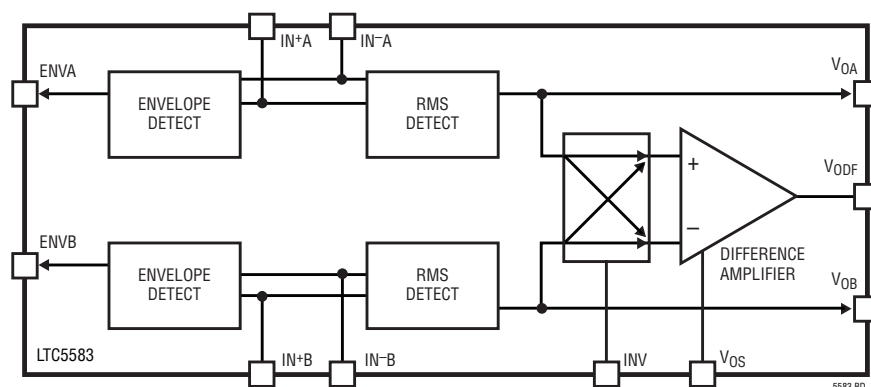 IN⁺A
IN⁻A
ENVA
VOA
ENVELOPE
DETECT
RMS
DETECT
+
VODF
ENVB
−
ENVELOPE
DETECT
RMS
DETECT
DIFFERENCE
AMPLIFIER
VOB
LTC5583
IN⁺B
IN⁻B
INV
VOS
5583 BD